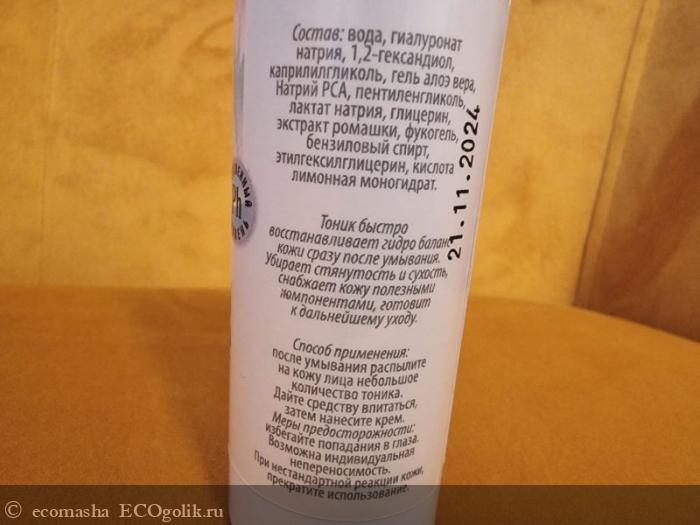 Состав: вода, гиалуронат
натрия, 1,2-гександиол,
каприлилгликоль, гель алоэ вера,
Натрий РСА, пентиленгликоль,
лактат натрия, глицерин,
экстракт ромашки, фукогель,
бензиловый спирт,
этилгексилглицерин, кислота
лимонная моногидрат.
21.11.2024
Тоник быстро
восстанавливает гидро баланс
кожи сразу после умывания.
Убирает стянутость и сухость,
снабжает кожу полезными
компонентами, готовит
к дальнейшему уходу.
Способ применения:
после умывания распылите
на кожу лица небольшое
количество тоника.
Дайте средству впитаться,
затем нанесите крем.
Меры предосторожности:
избегайте попадания в глаза.
Возможна индивидуальная
непереносимость.
При нестандартной реакции кожи,
прекратите использование.
© ecomasha ECOgolik.ru